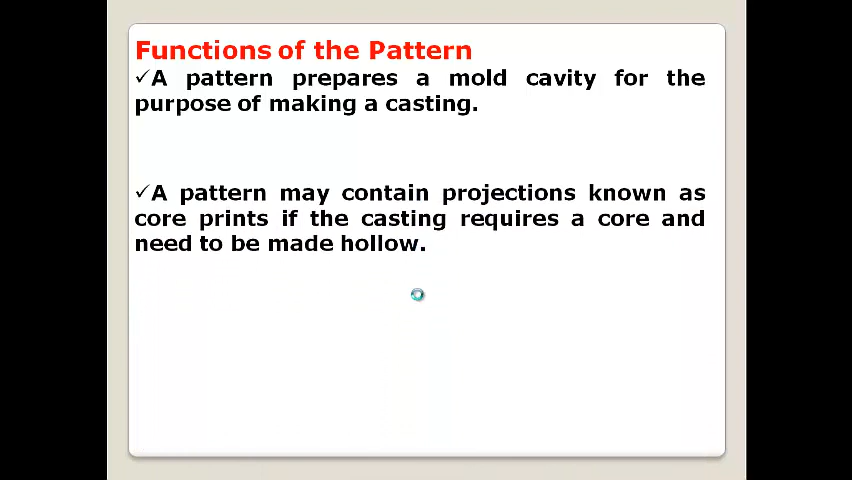 Functions of the Pattern
✓A pattern prepares a mold cavity for the
purpose of making a casting.
✓A pattern may contain projections known as
core prints if the casting requires a core and
need to be made hollow.